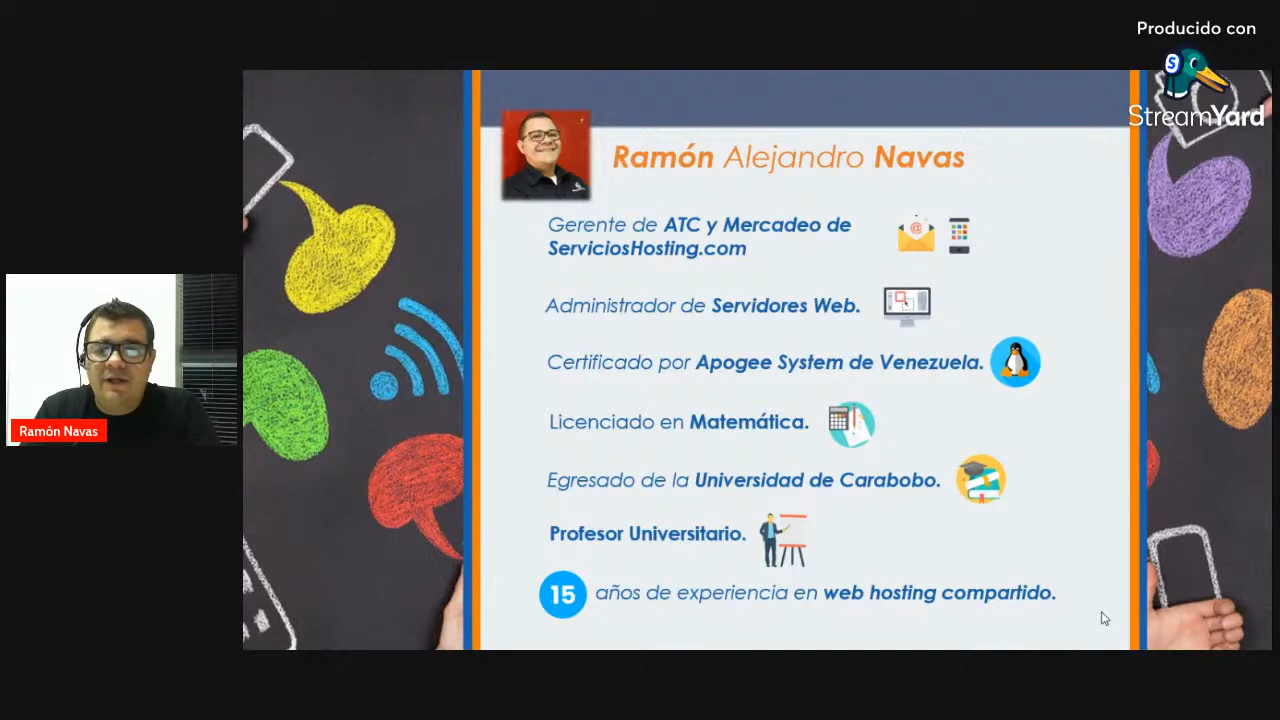 Producido con
StreamYard
Ramón Alejandro Navas
Gerente de ATC y Mercadeo de
ServiciosHosting.com
Administrador de Servidores Web.
Certificado por Apogee System de Venezuela.
Licenciado en Matemática.
Egresado de la Universidad de Carabobo.
Profesor Universitario.
15 años de experiencia en web hosting compartido.
Ramón Navas